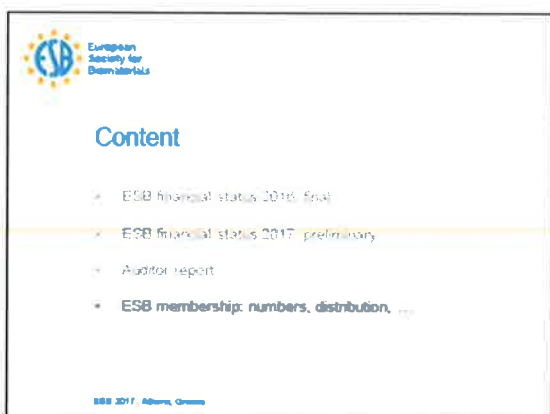 ESB
European
Society for
Biomaterials
Content
ESB financial status 2016: final
ESB financial status 2017: preliminary
Auditor report
ESB membership: numbers, distribution, ...
ESB 2017, Athens, Greece